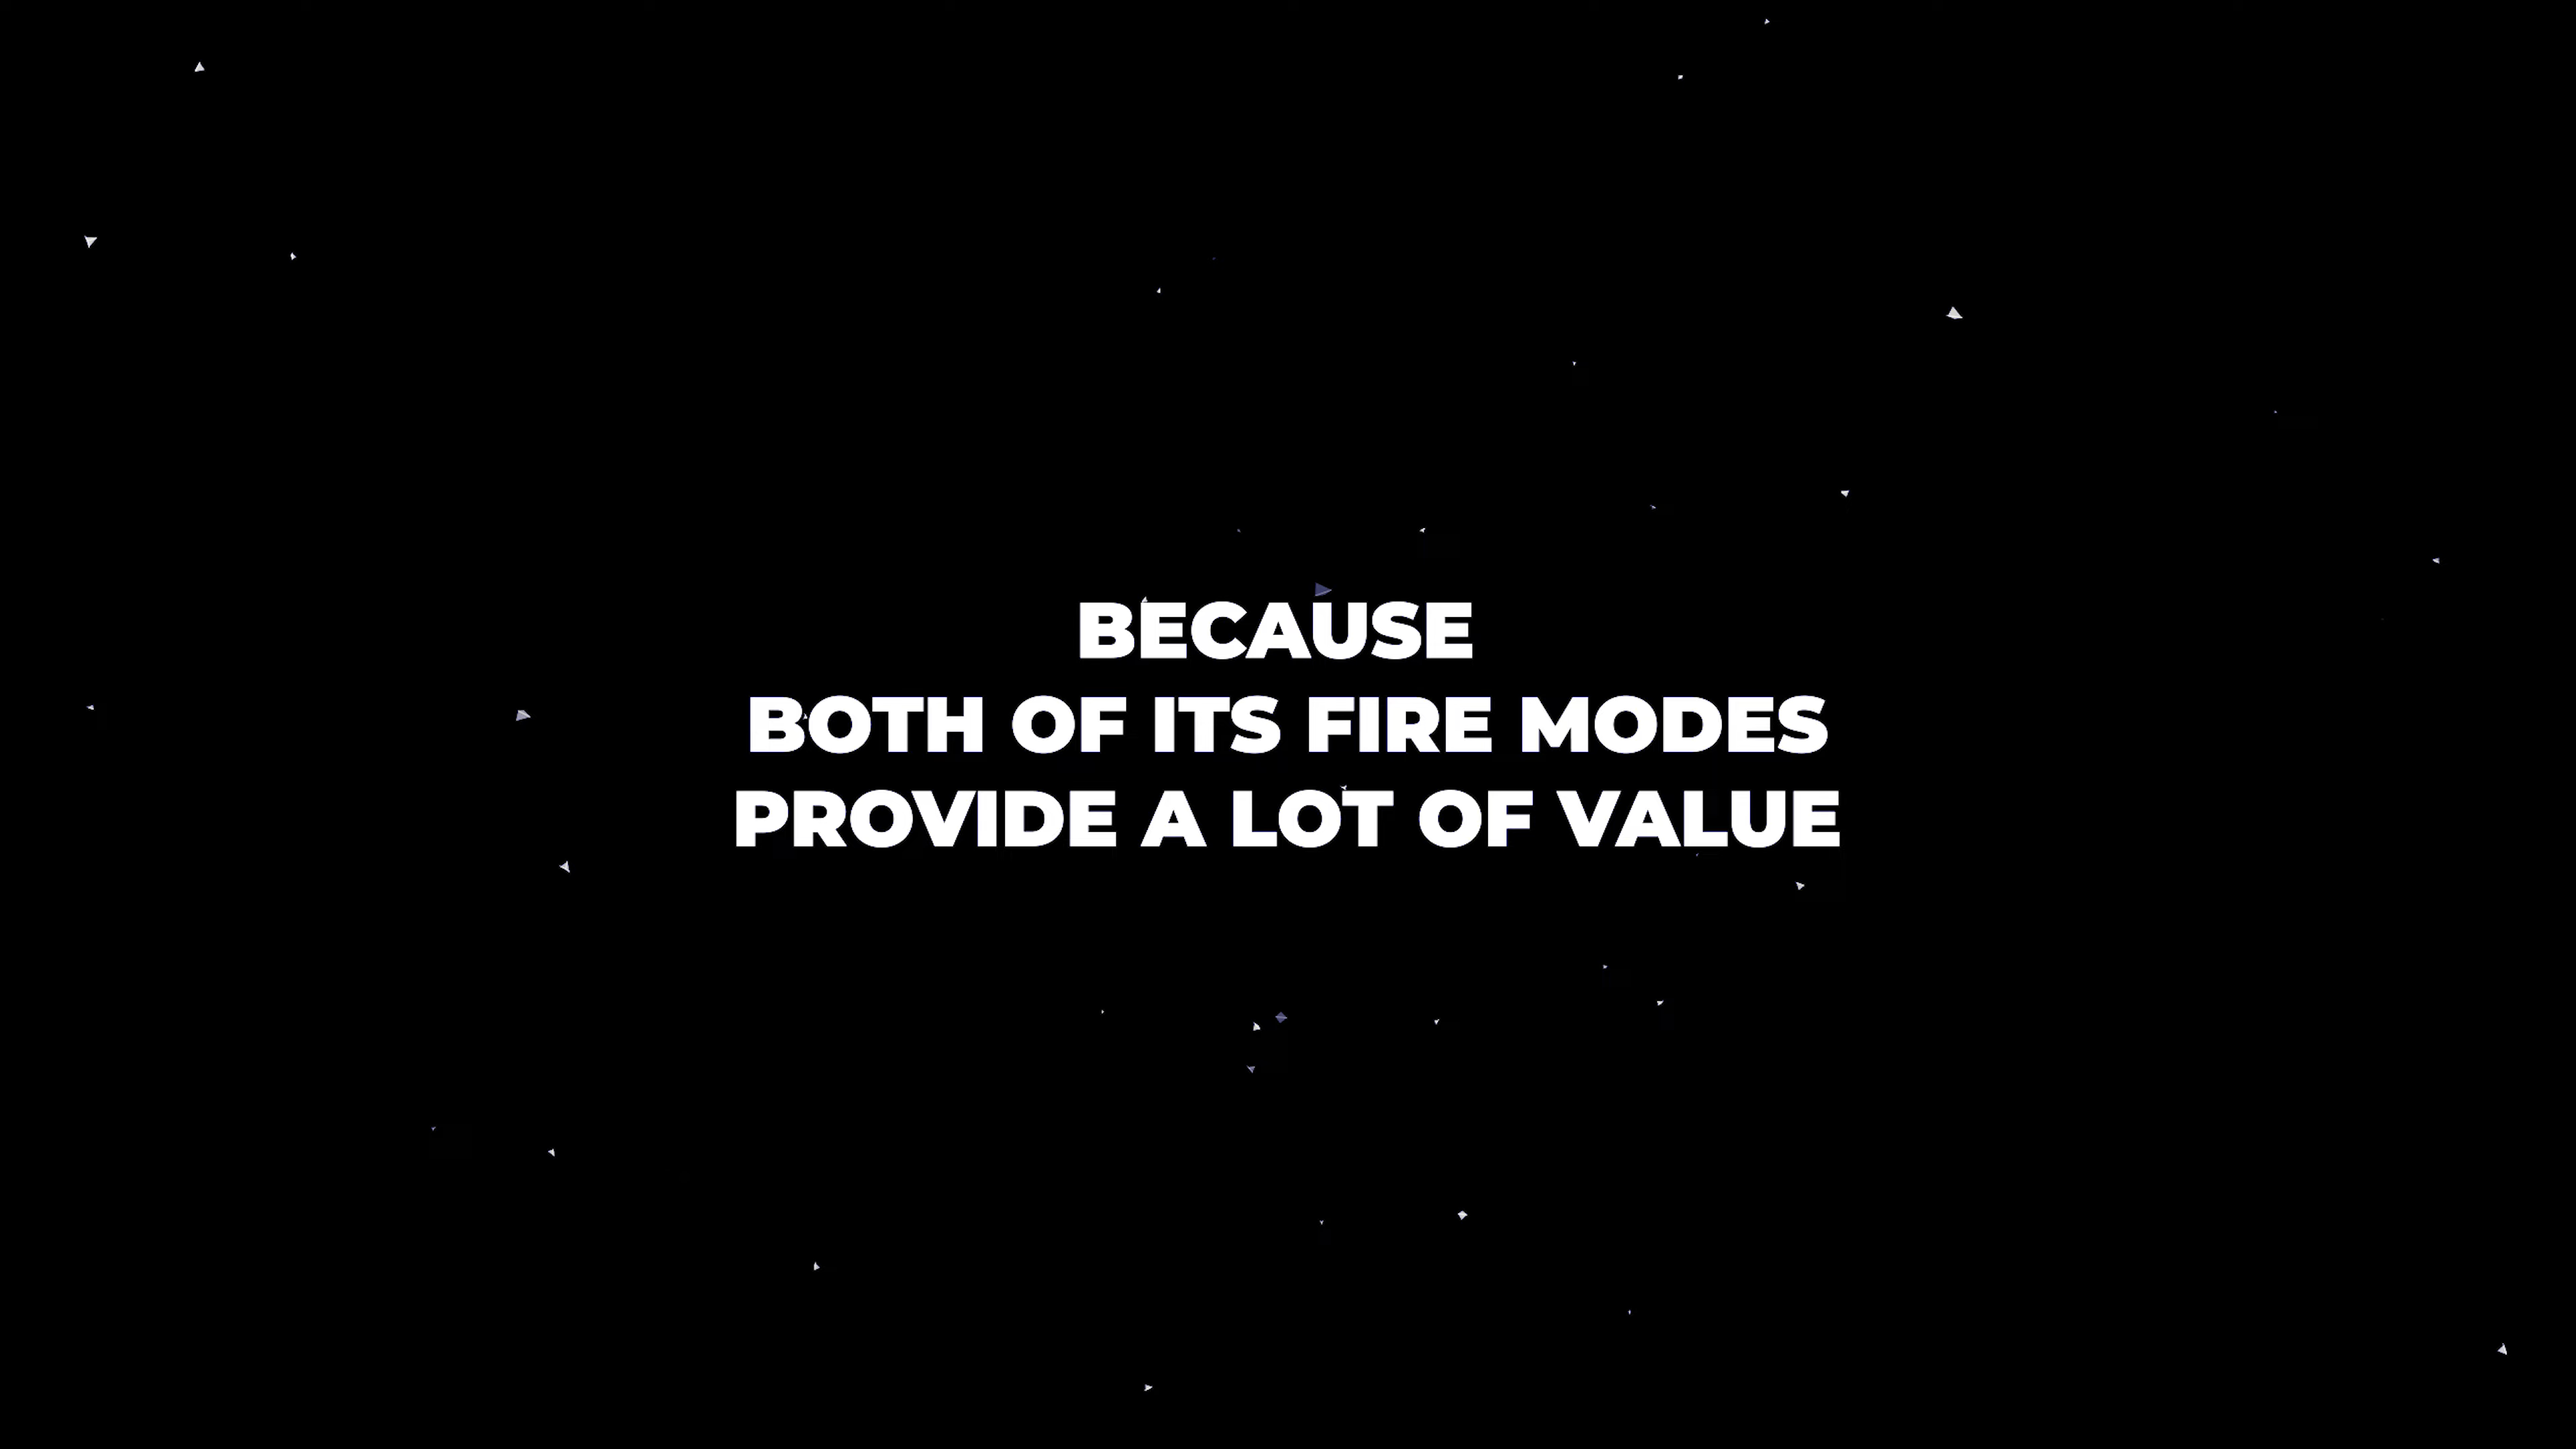 BECAUSE
BOTH OF ITS FIRE MODES
PROVIDE A LOT OF VALUE